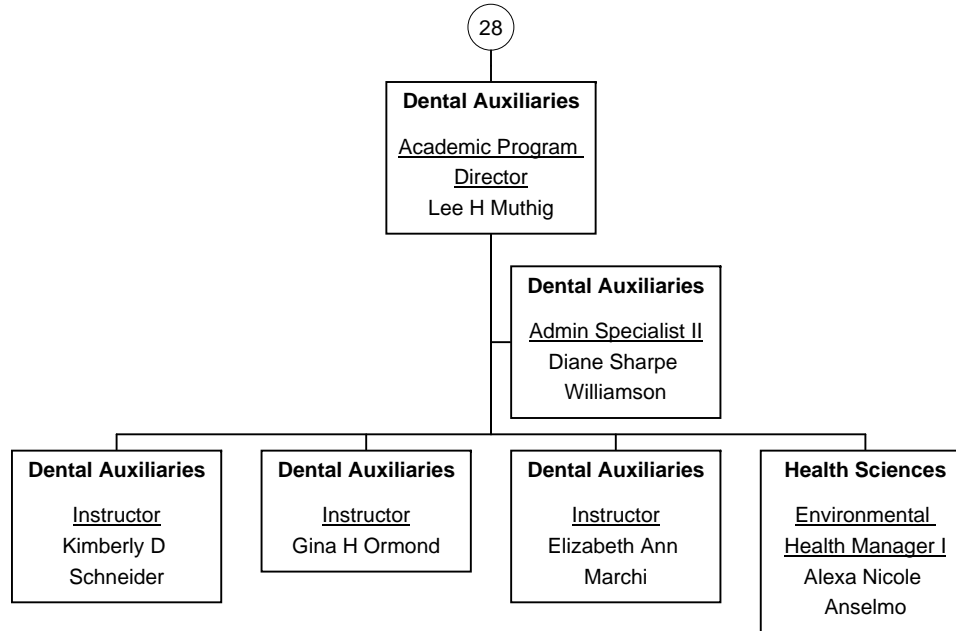 28
Dental Auxiliaries
Academic Program
Director
Lee H Muthig
Dental Auxiliaries
Admin Specialist II
Diane Sharpe
Williamson
Dental Auxiliaries
Instructor
Kimberly D
Schneider
Dental Auxiliaries
Instructor
Gina H Ormond
Dental Auxiliaries
Instructor
Elizabeth Ann
Marchi
Health Sciences
Environmental
Health Manager I
Alexa Nicole
Anselmo